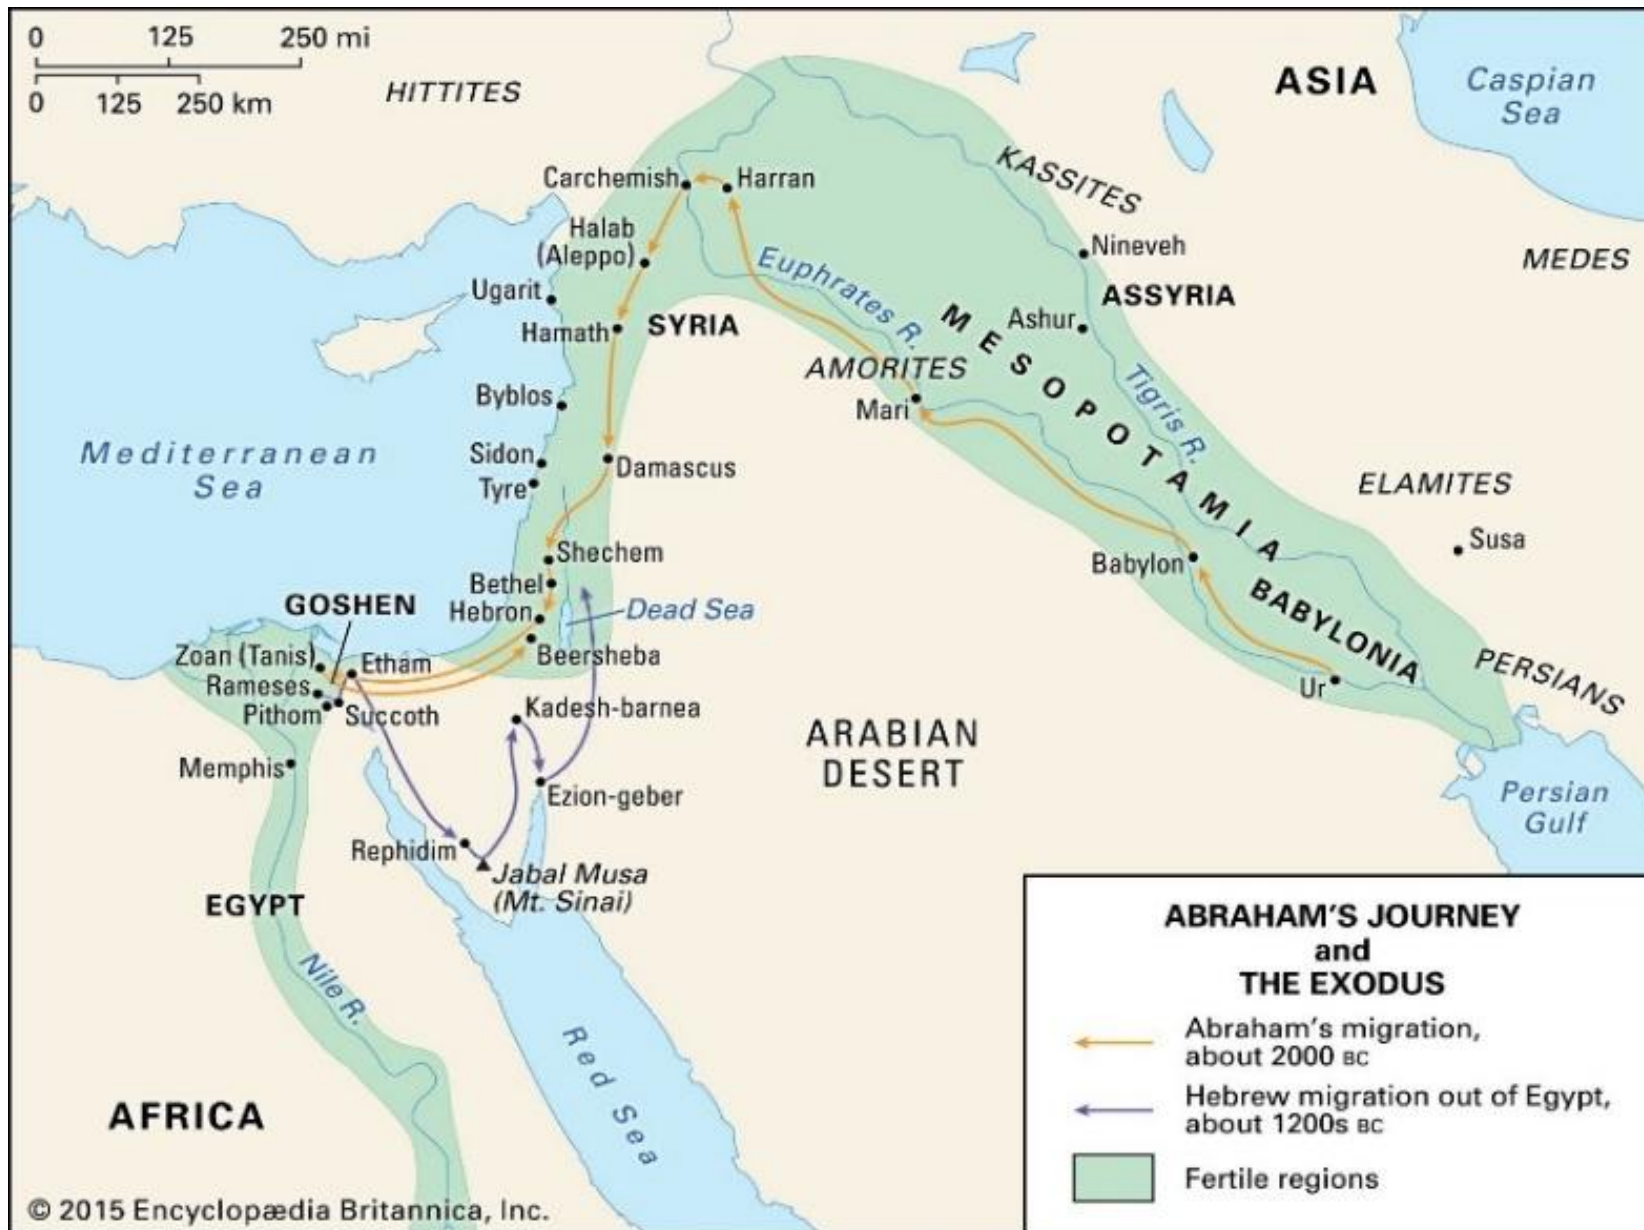 0 125 250 mi
0 125 250 km
HITTITES
ASIA
Caspian
Sea
KASSITES
Carchemish
Harran
Halab
(Aleppo)
Nineveh
MEDES
Euphrates R.
Ugarit
ASSYRIA
Hamath
SYRIA
Ashur
MESOPOTAMIA
AMORITES
Tigris R.
Byblos
Mari
Mediterranean
Sea
Sidon
Damascus
Tyre
ELAMITES
Susa
Shechem
Babylon
Bethel
BABYLONIA
GOSHEN
Hebron
Dead Sea
Zoan (Tanis)
Etham
Beersheba
PERSIANS
Rameses
Ur
Pithom
Succoth
Kadesh-barnea
ARABIAN
DESERT
Memphis
Ezion-geber
Persian
Gulf
Rephidim
Jabal Musa
(Mt. Sinai)
EGYPT
Nile R.
Red Sea
AFRICA
ABRAHAM'S JOURNEY
and
THE EXODUS
Abraham's migration,
about 2000 BC
Hebrew migration out of Egypt,
about 1200s BC
Fertile regions
© 2015 Encyclopædia Britannica, Inc.